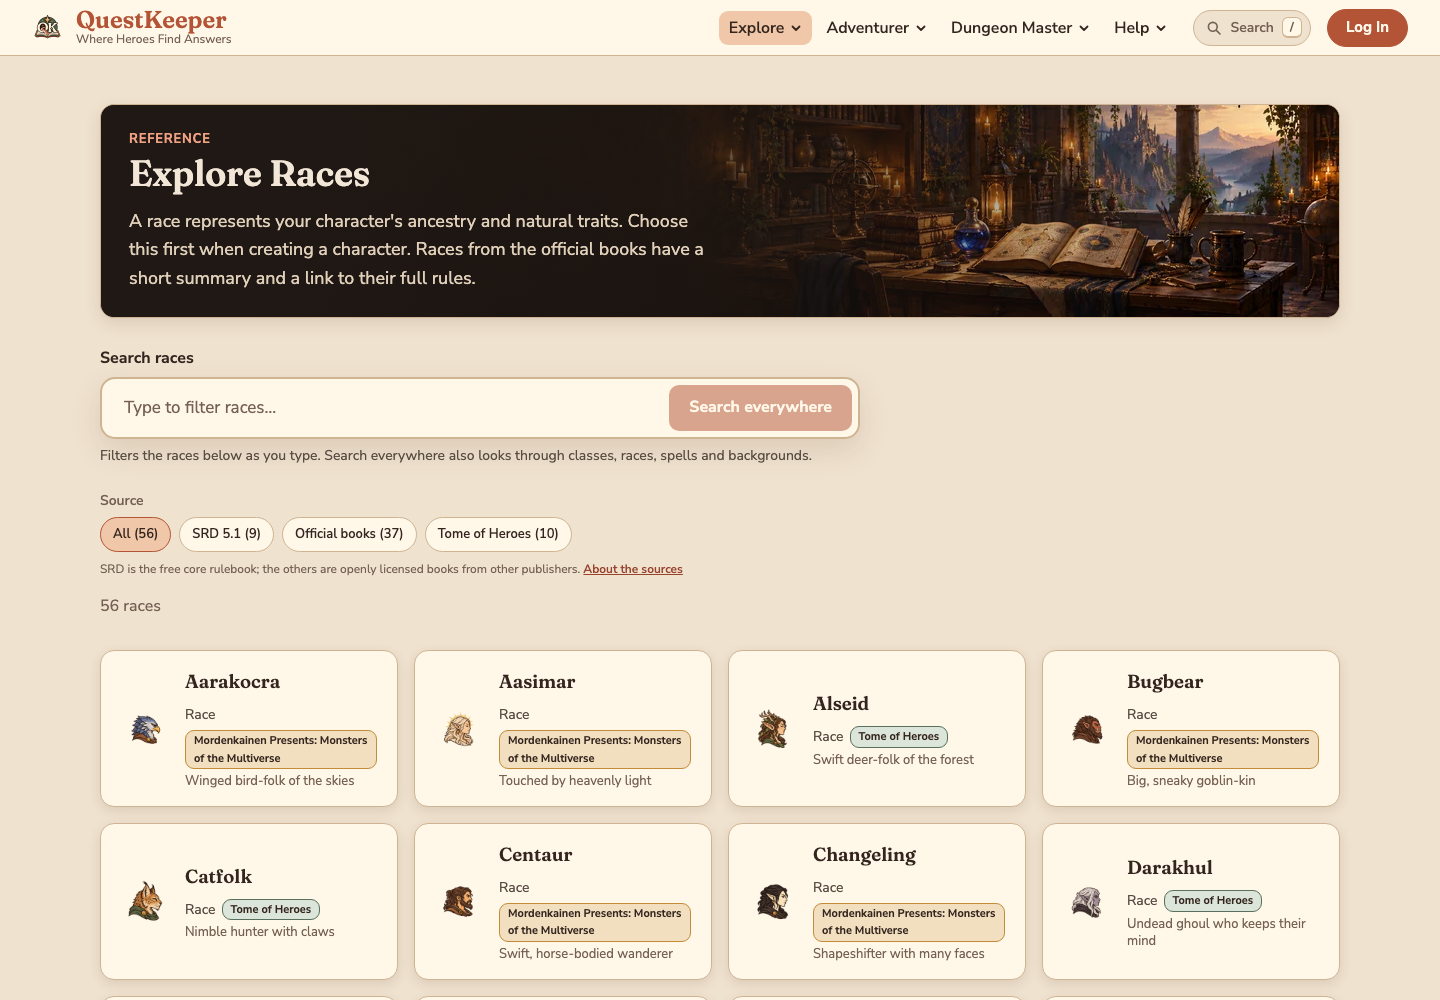 QK
QuestKeeper
Where Heroes Find Answers
Explore
Adventurer
Dungeon Master
Help
Search /
Log In
REFERENCE
Explore Races
A race represents your character's ancestry and natural traits. Choose
this first when creating a character. Races from the official books have a
short summary and a link to their full rules.
Search races
Type to filter races...
Search everywhere
Filters the races below as you type. Search everywhere also looks through classes, races, spells and backgrounds.
Source
All (56)
SRD 5.1 (9)
Official books (37)
Tome of Heroes (10)
SRD is the free core rulebook; the others are openly licensed books from other publishers. About the sources
56 races
Aarakocra
Race
Mordenkainen Presents: Monsters
of the Multiverse
Winged bird-folk of the skies
Aasimar
Race
Mordenkainen Presents: Monsters
of the Multiverse
Touched by heavenly light
Alseid
Race Tome of Heroes
Swift deer-folk of the forest
Bugbear
Race
Mordenkainen Presents: Monsters
of the Multiverse
Big, sneaky goblin-kin
Catfolk
Race Tome of Heroes
Nimble hunter with claws
Centaur
Race
Mordenkainen Presents: Monsters
of the Multiverse
Swift, horse-bodied wanderer
Changeling
Race
Mordenkainen Presents: Monsters
of the Multiverse
Shapeshifter with many faces
Darakhul
Race Tome of Heroes
Undead ghoul who keeps their
mind